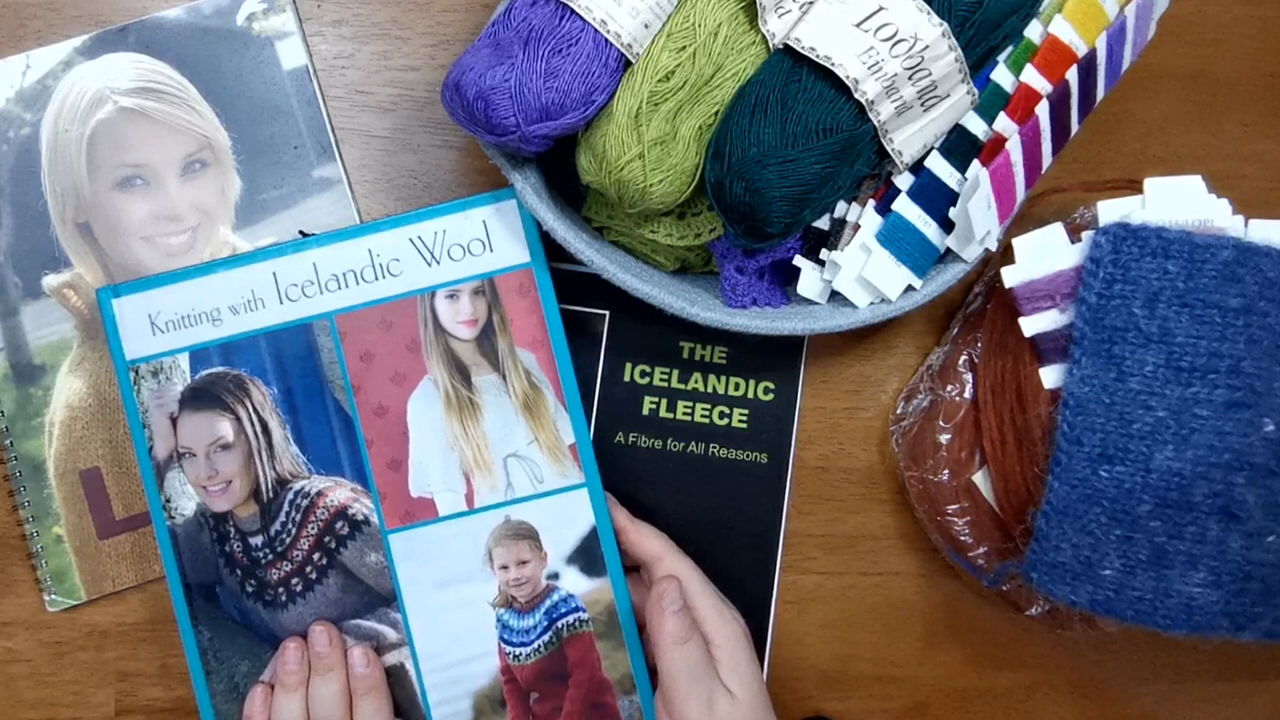 Knitting with Icelandic Wool
THE
ICELANDIC
FLEECE
A Fibre for All Reasons
Loðband
Einband
L